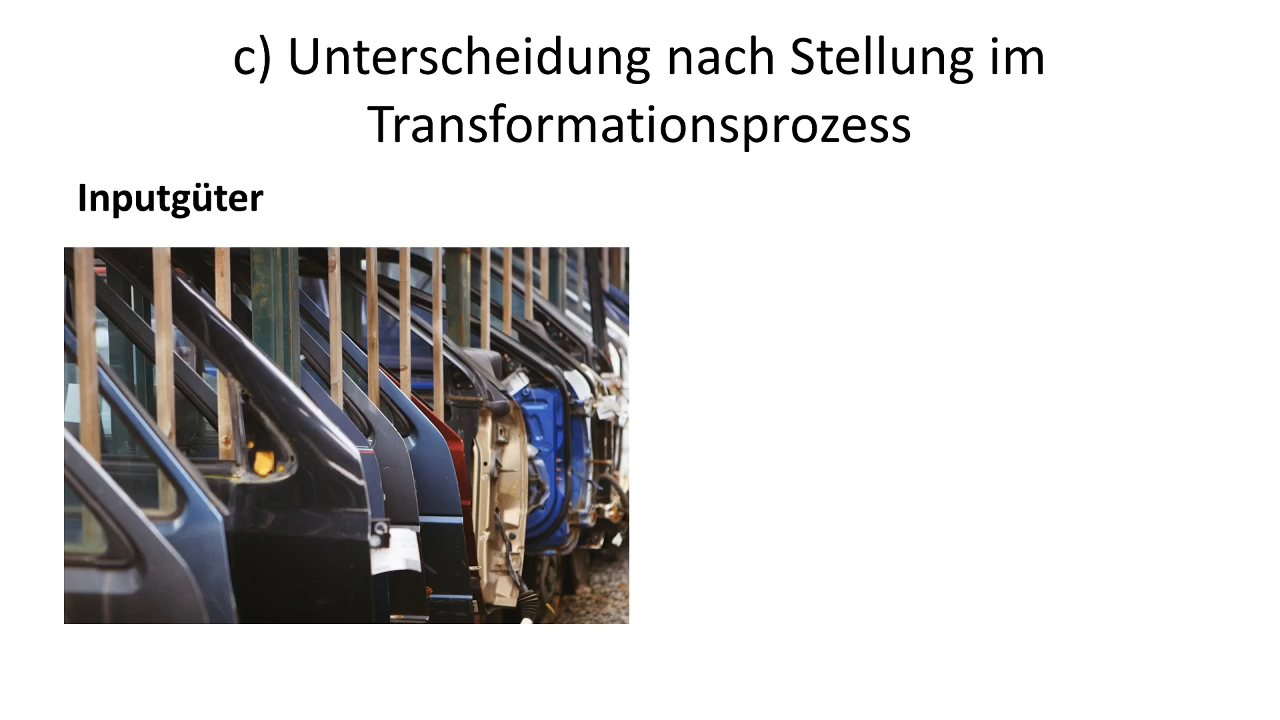 c) Unterscheidung nach Stellung im
Transformationsprozess
Inputgüter